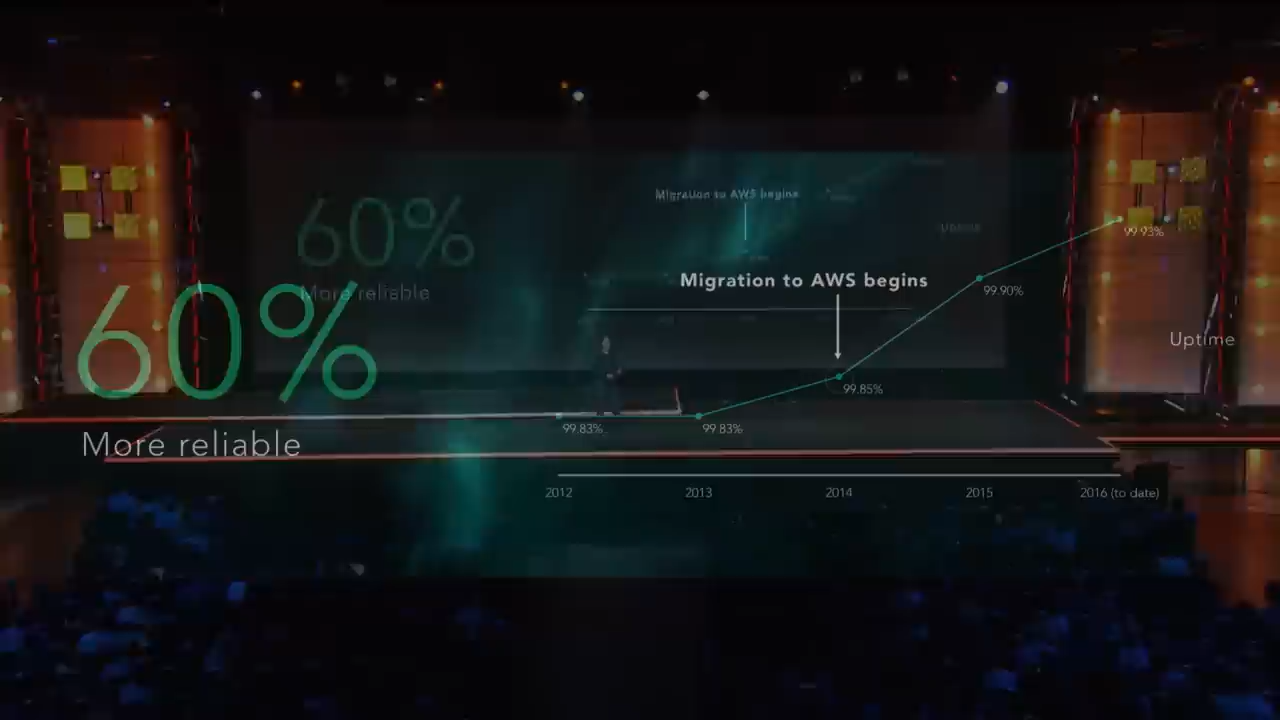 60%
More reliable
Migration to AWS begins
Uptime
60%
More reliable
Migration to AWS begins
99.83%
99.83%
99.85%
99.90%
99.93%
Uptime
2012
2013
2014
2015
2016 (to date)